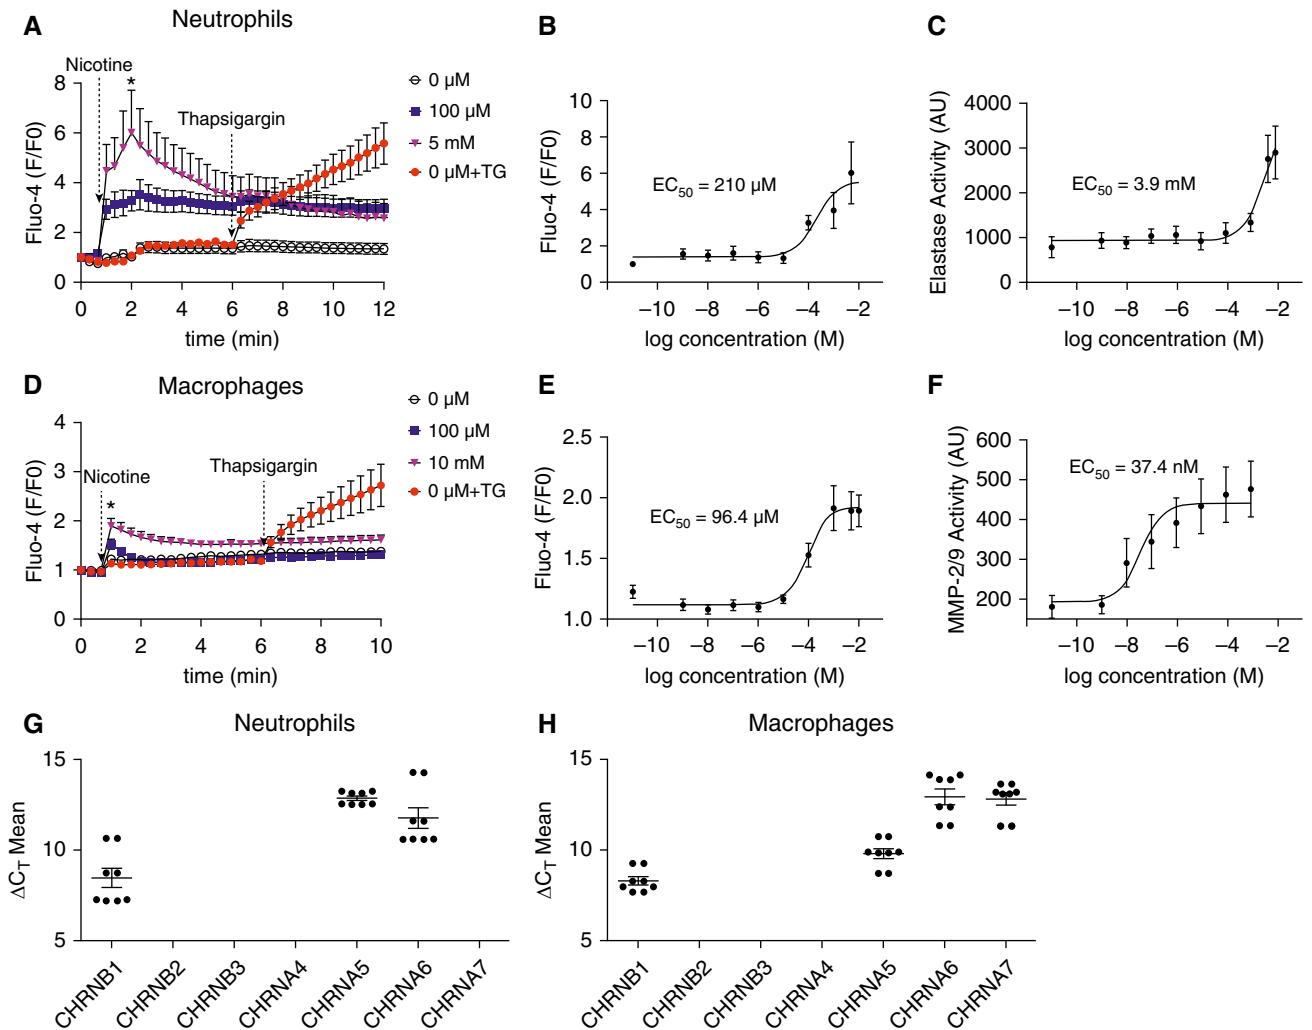 A
Neutrophils
Nicotine
*
Thapsigargin
0 µM
100 µM
5 mM
0 µM+TG
Fluo-4 (F/F0)
8
6
4
2
0
0 2 4 6 8 10 12
time (min)
B
Fluo-4 (F/F0)
10
8
6
4
2
0
EC50 = 210 µM
−10 −8 −6 −4 −2
log concentration (M)
C
Elastase Activity (AU)
4000
3000
2000
1000
0
EC50 = 3.9 mM
−10 −8 −6 −4 −2
log concentration (M)
D
Macrophages
Nicotine
*
Thapsigargin
0 µM
100 µM
10 mM
0 µM+TG
Fluo-4 (F/F0)
4
3
2
1
0
0 2 4 6 8 10
time (min)
E
Fluo-4 (F/F0)
2.5
2.0
1.5
1.0
EC50 = 96.4 µM
−10 −8 −6 −4 −2
log concentration (M)
F
MMP-2/9 Activity (AU)
600
500
400
300
200
EC50 = 37.4 nM
−10 −8 −6 −4 −2
log concentration (M)
G
Neutrophils
ΔCT Mean
15
10
5
CHRNB1
CHRNB2
CHRNB3
CHRNA4
CHRNA5
CHRNA6
CHRNA7
H
Macrophages
ΔCT Mean
15
10
5
CHRNB1
CHRNB2
CHRNB3
CHRNA4
CHRNA5
CHRNA6
CHRNA7